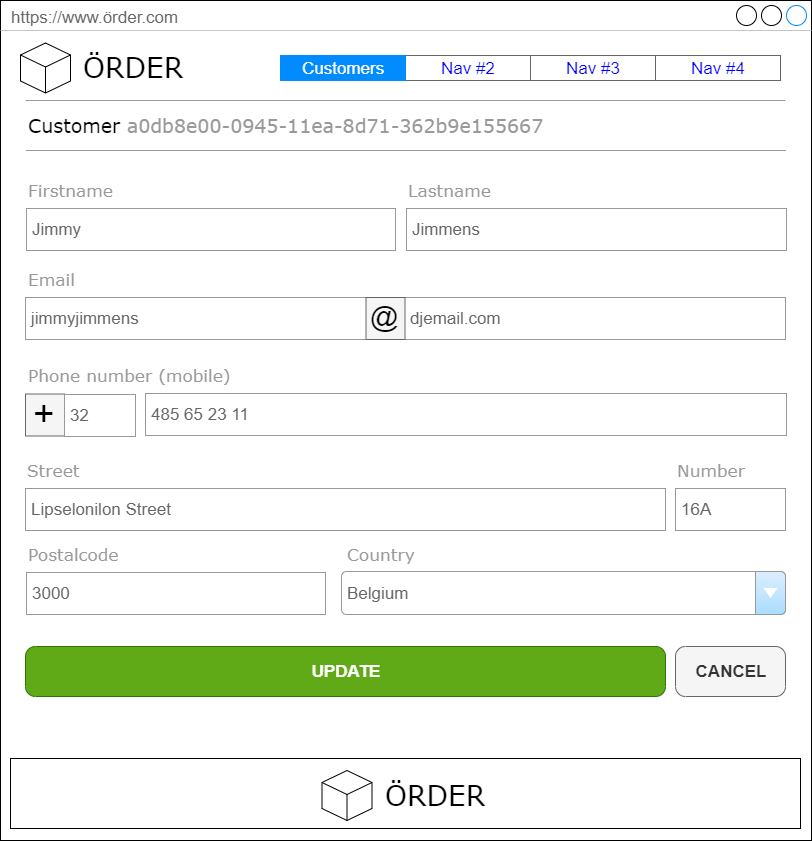 https://www.örder.com
ÖRDER
Customers Nav #2 Nav #3 Nav #4
Customer a0db8e00-0945-11ea-8d71-362b9e155667
Firstname Lastname
Jimmy Jimmens
Email
jimmyjimmens @ djemail.com
Phone number (mobile)
+ 32 485 65 23 11
Street Number
Lipselonilon Street 16A
Postalcode Country
3000 Belgium
UPDATE CANCEL
ÖRDER